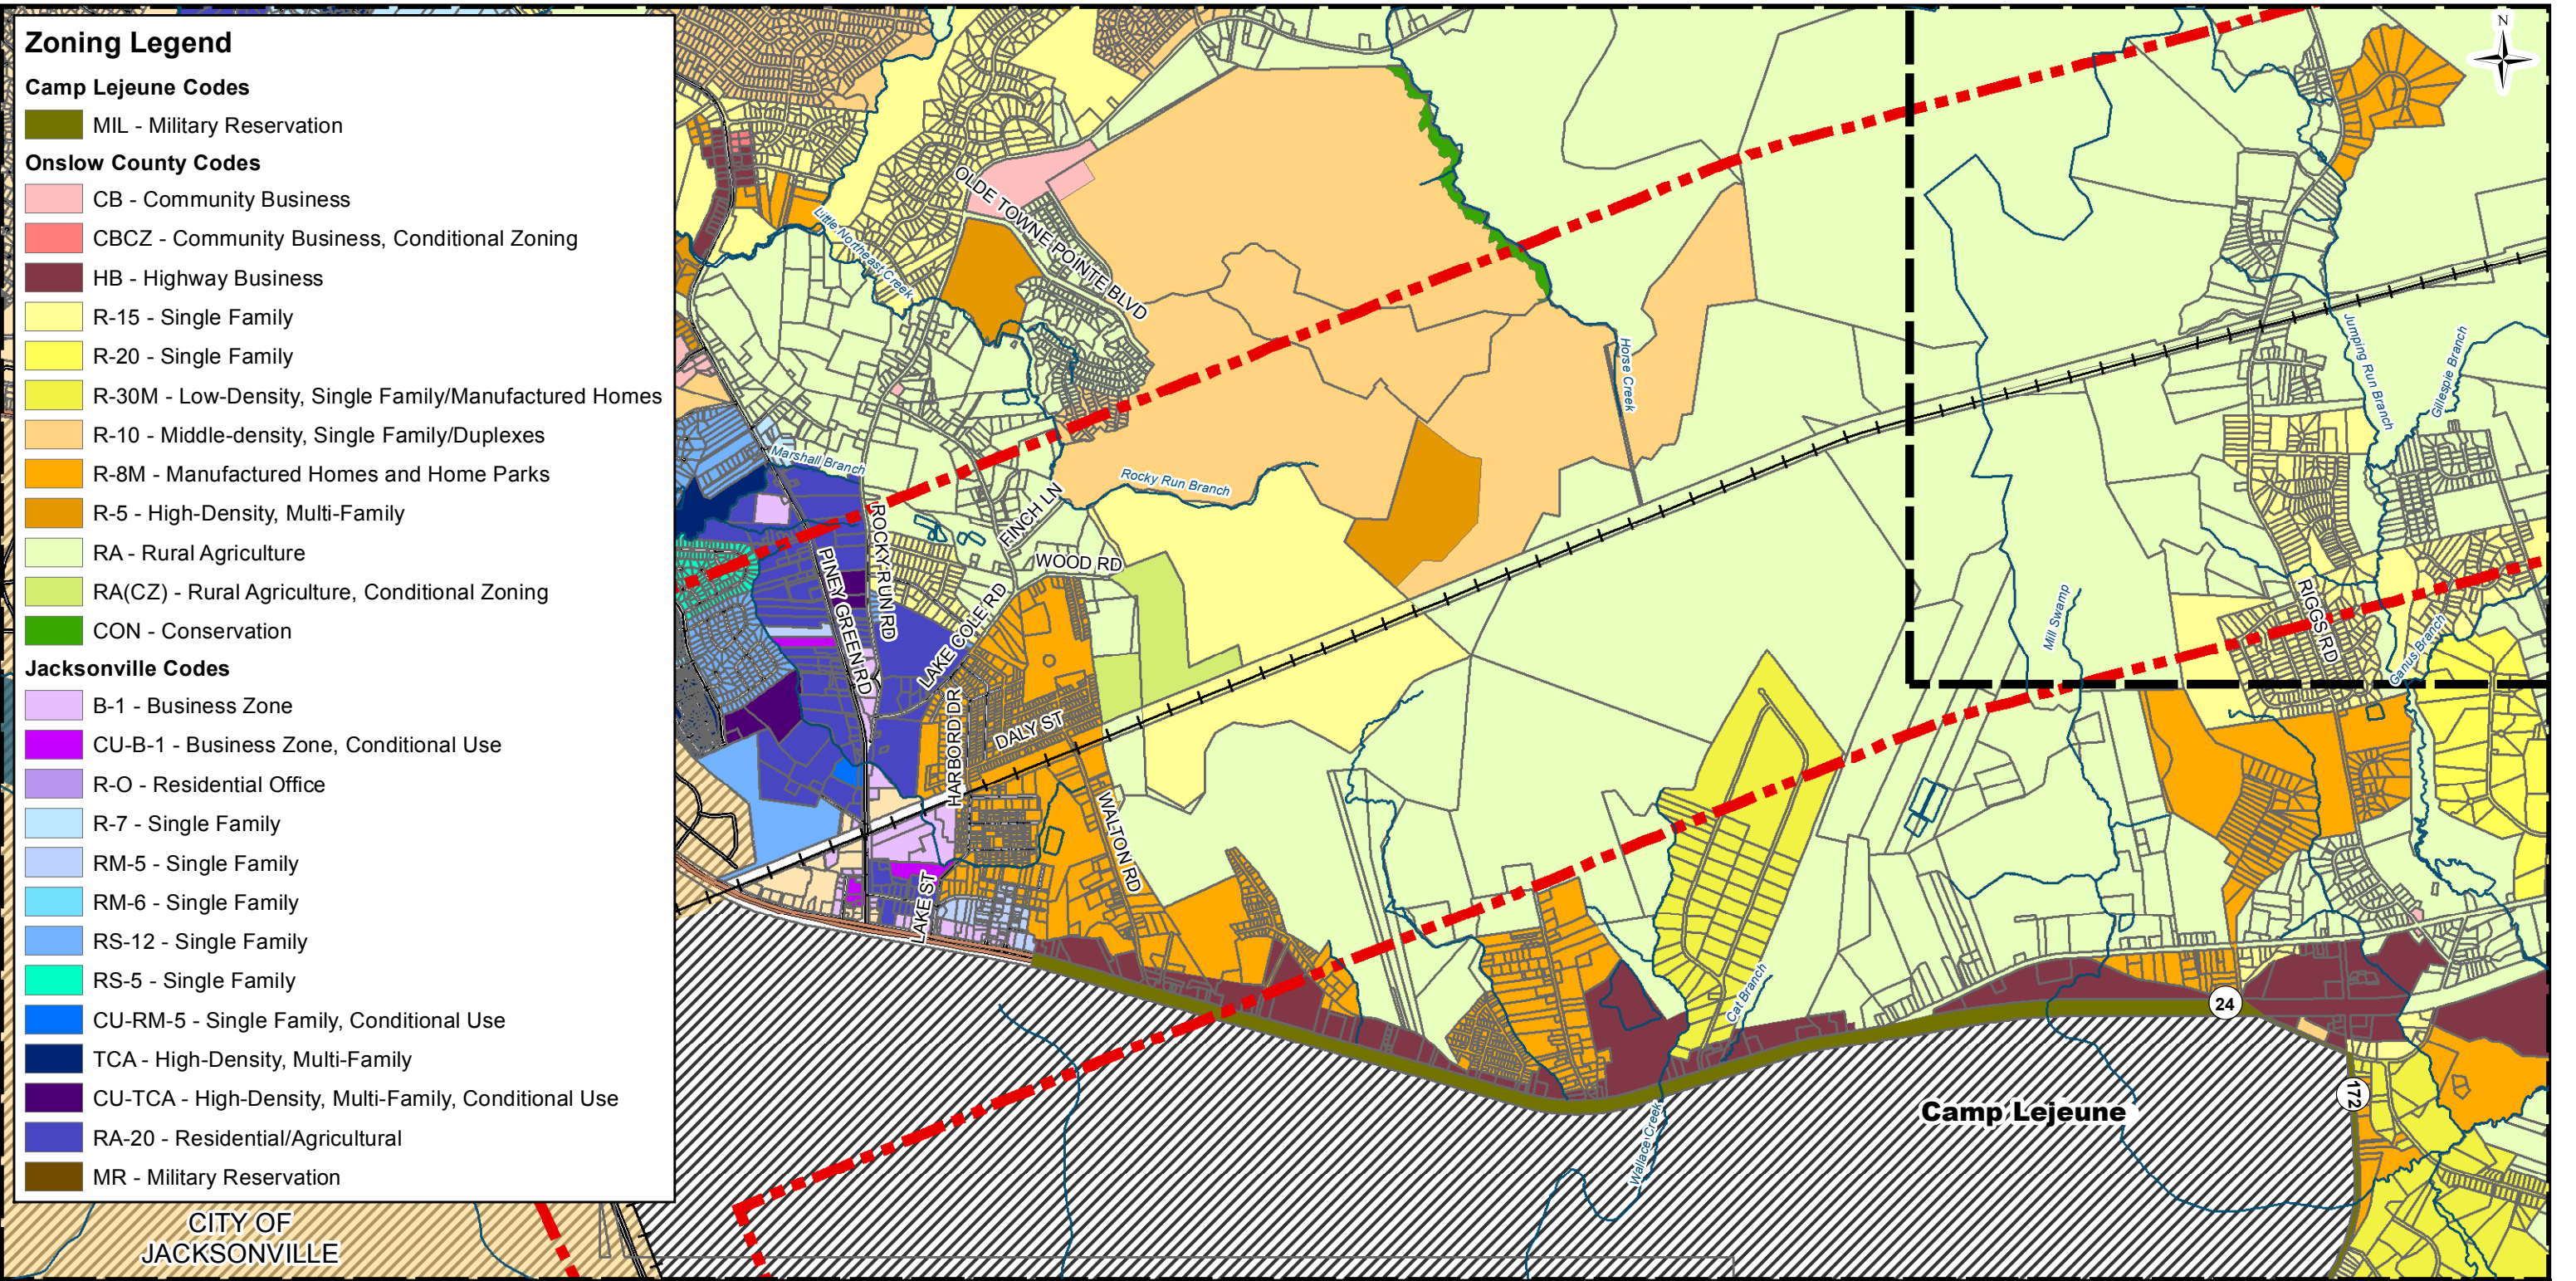 Zoning Legend
Camp Lejeune Codes
MIL - Military Reservation
Onslow County Codes
CB - Community Business
CBCZ - Community Business, Conditional Zoning
HB - Highway Business
R-15 - Single Family
R-20 - Single Family
R-30M - Low-Density, Single Family/Manufactured Homes
R-10 - Middle-density, Single Family/Duplexes
R-8M - Manufactured Homes and Home Parks
R-5 - High-Density, Multi-Family
RA - Rural Agriculture
RA(CZ) - Rural Agriculture, Conditional Zoning
CON - Conservation
Jacksonville Codes
B-1 - Business Zone
CU-B-1 - Business Zone, Conditional Use
R-O - Residential Office
R-7 - Single Family
RM-5 - Single Family
RM-6 - Single Family
RS-12 - Single Family
RS-5 - Single Family
CU-RM-5 - Single Family, Conditional Use
TCA - High-Density, Multi-Family
CU-TCA - High-Density, Multi-Family, Conditional Use
RA-20 - Residential/Agricultural
MR - Military Reservation
CITY OF
JACKSONVILLE
N
OLDE TOWNE POINTE BLVD
Little Northeast Creek
Horse Creek
Jumping Run Branch
Gillespie Branch
Marshall Branch
Rocky Run Branch
FINCH LN
WOOD RD
ROCKY RUN RD
PINEY GREEN RD
LAKE COLE RD
HARBORD DR
DALY ST
WALTON RD
LAKE ST
Mill Swamp
RIGGS RD
Ganus Branch
Cat Branch
Wallace Creek
24
172
Camp Lejeune